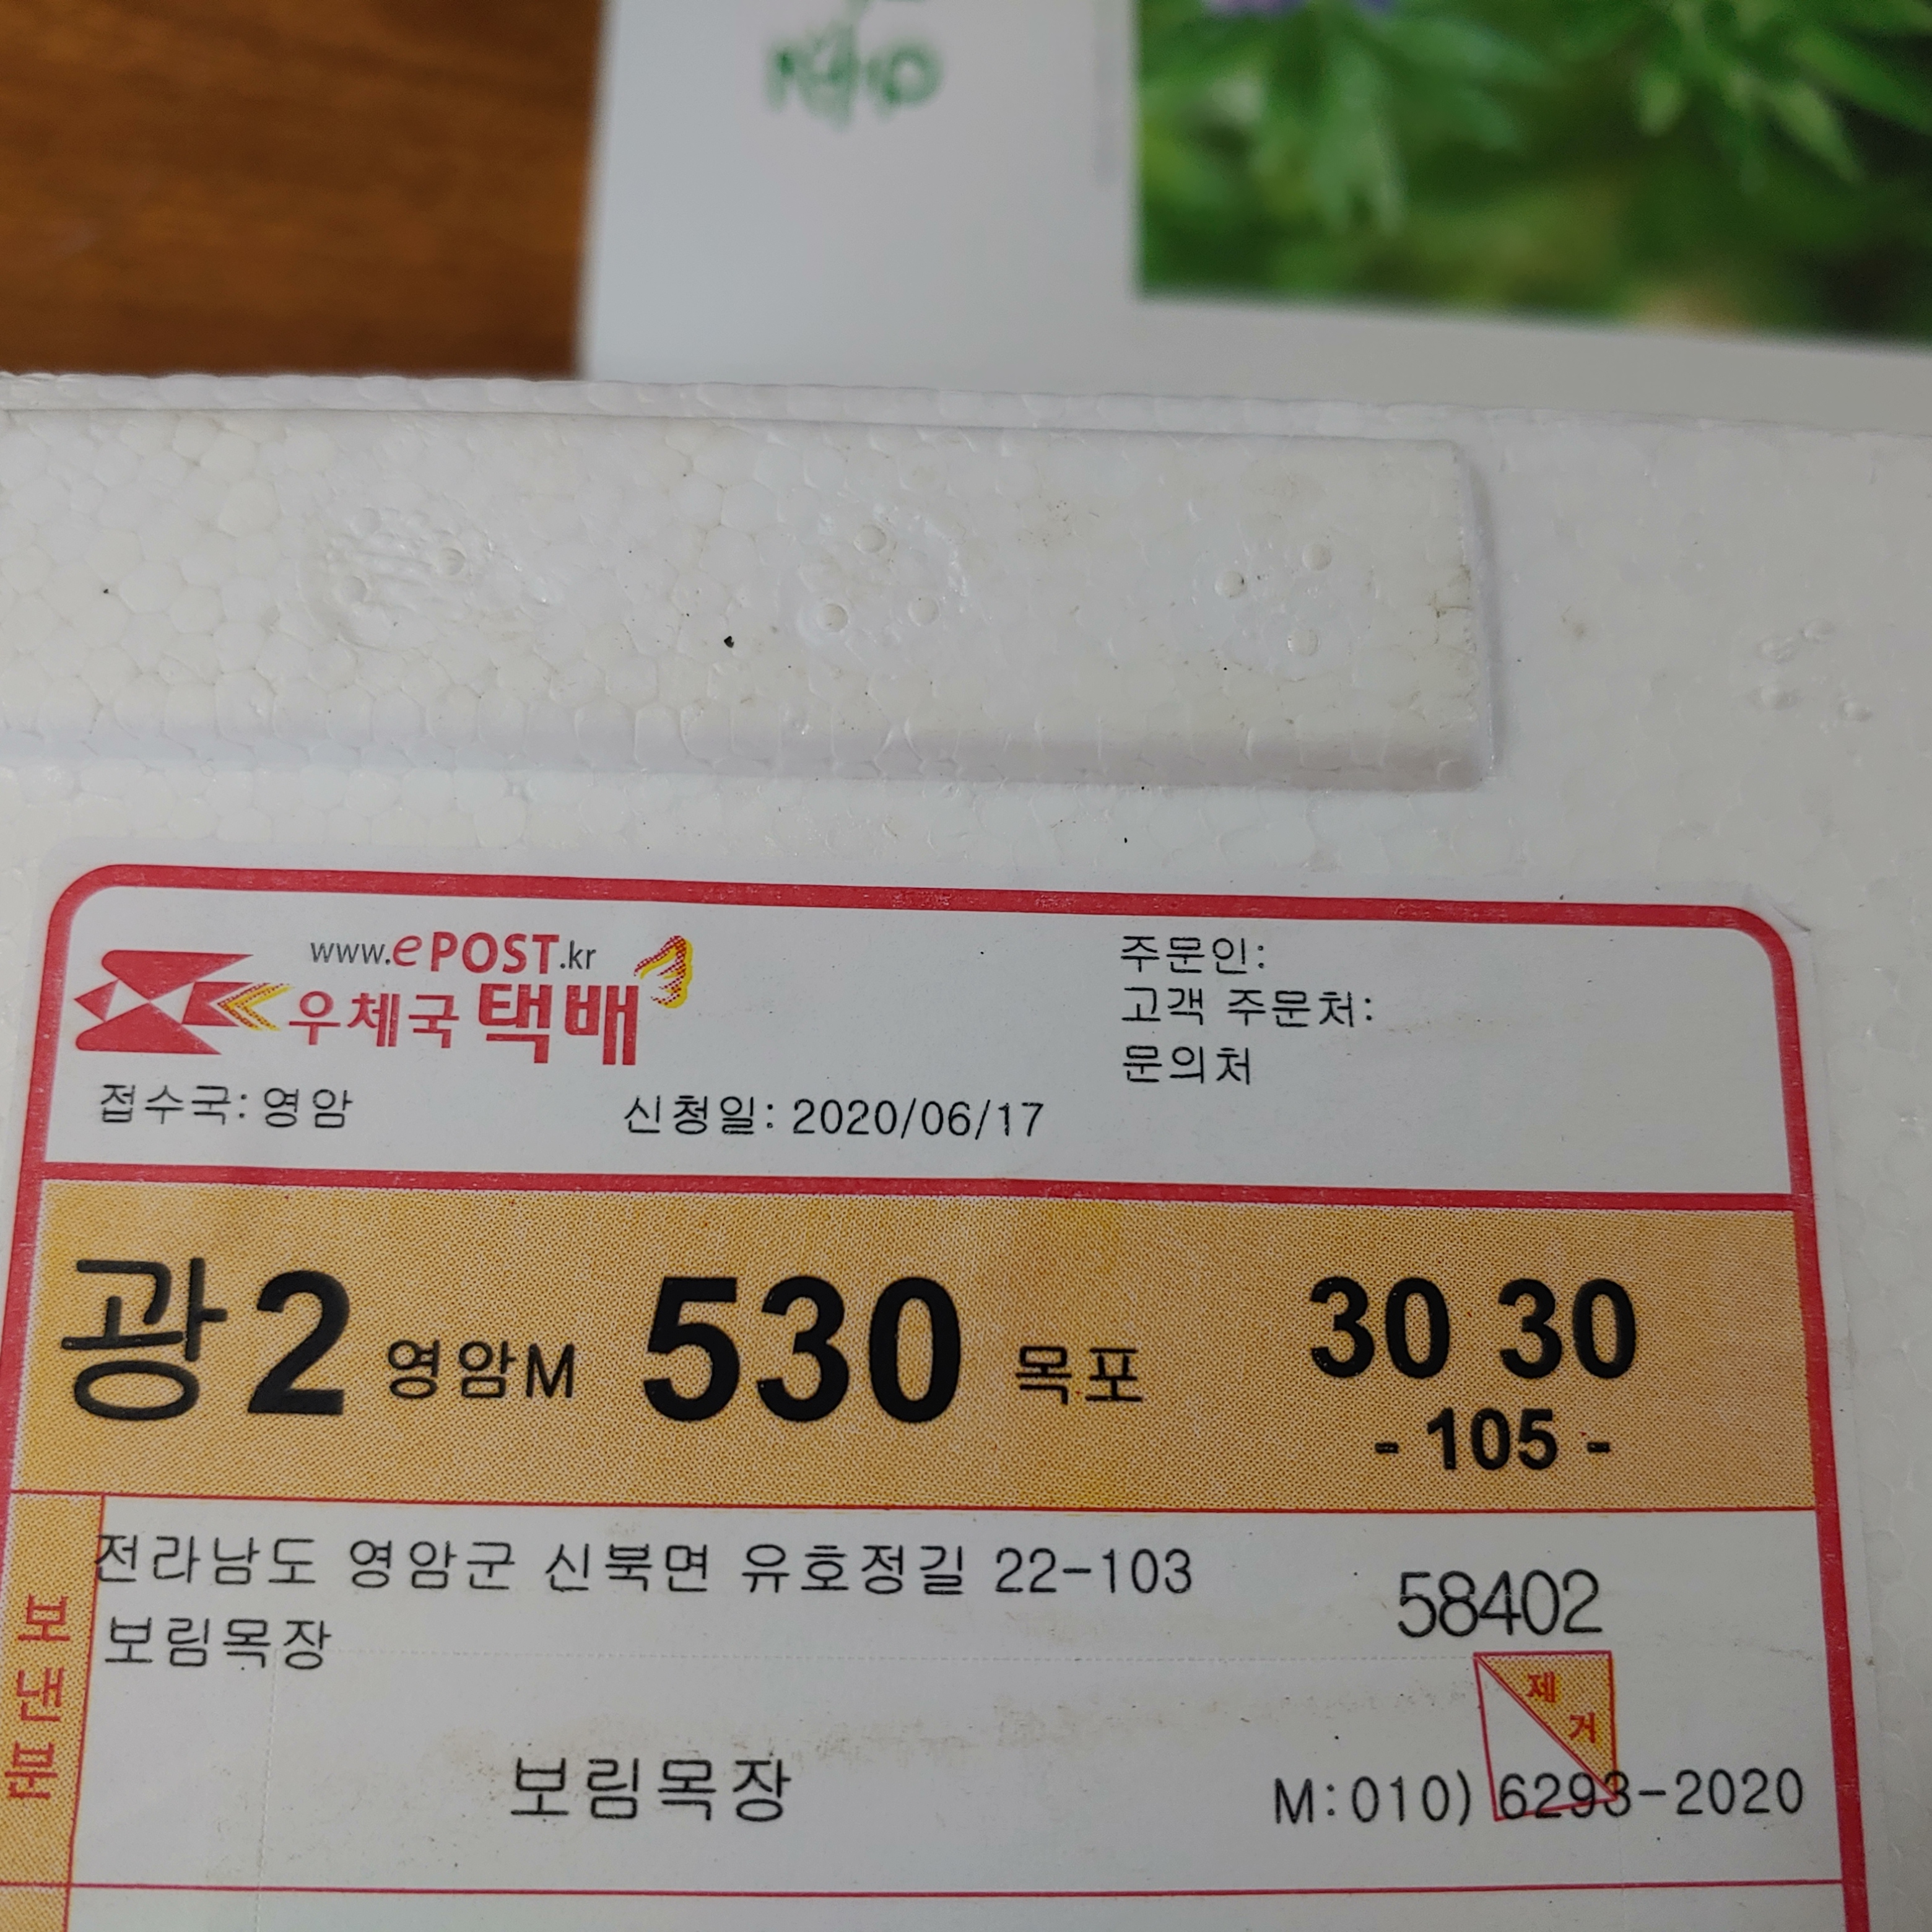 www.ePOST.kr
우체국 택배
주문인:
고객 주문처:
문의처
접수국: 영암
신청일: 2020/06/17
광2 영암M 530 목포 30 30
- 105 -
보낸분
전라남도 영암군 신북면 유호정길 22-103
58402
보림목장
제거
보림목장
M:010) 6293-2020